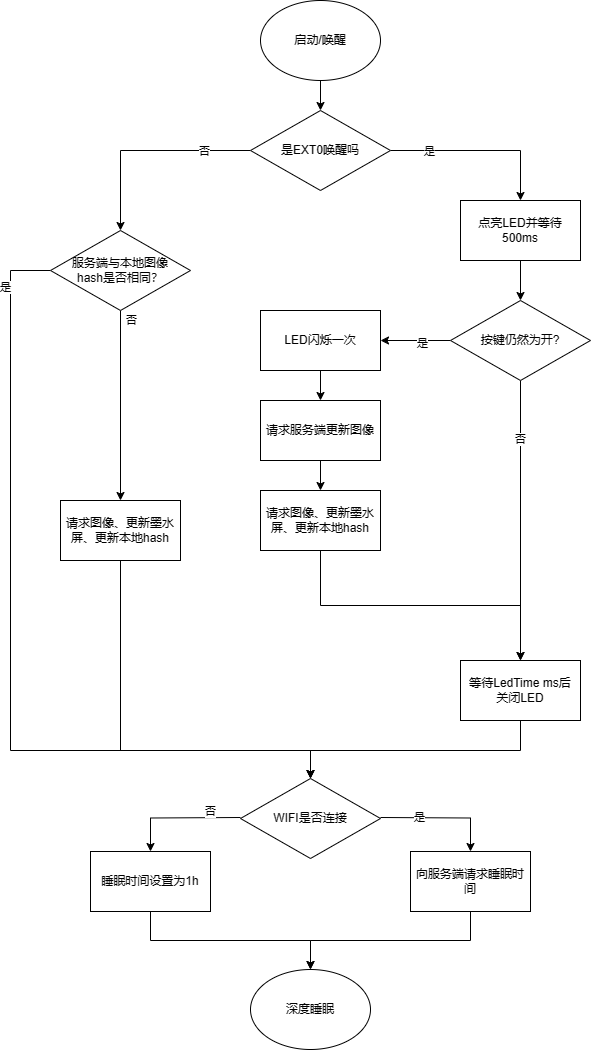 启动/唤醒
是EXT0唤醒吗
否
是
点亮LED并等待
500ms
服务端与本地图像
hash是否相同?
是
否
按键仍然为开?
是
否
LED闪烁一次
请求服务端更新图像
请求图像、更新墨水
屏、更新本地hash
请求图像、更新墨水
屏、更新本地hash
等待LedTime ms后
关闭LED
WIFI是否连接
否
是
睡眠时间设置为1h
向服务端请求睡眠时
间
深度睡眠